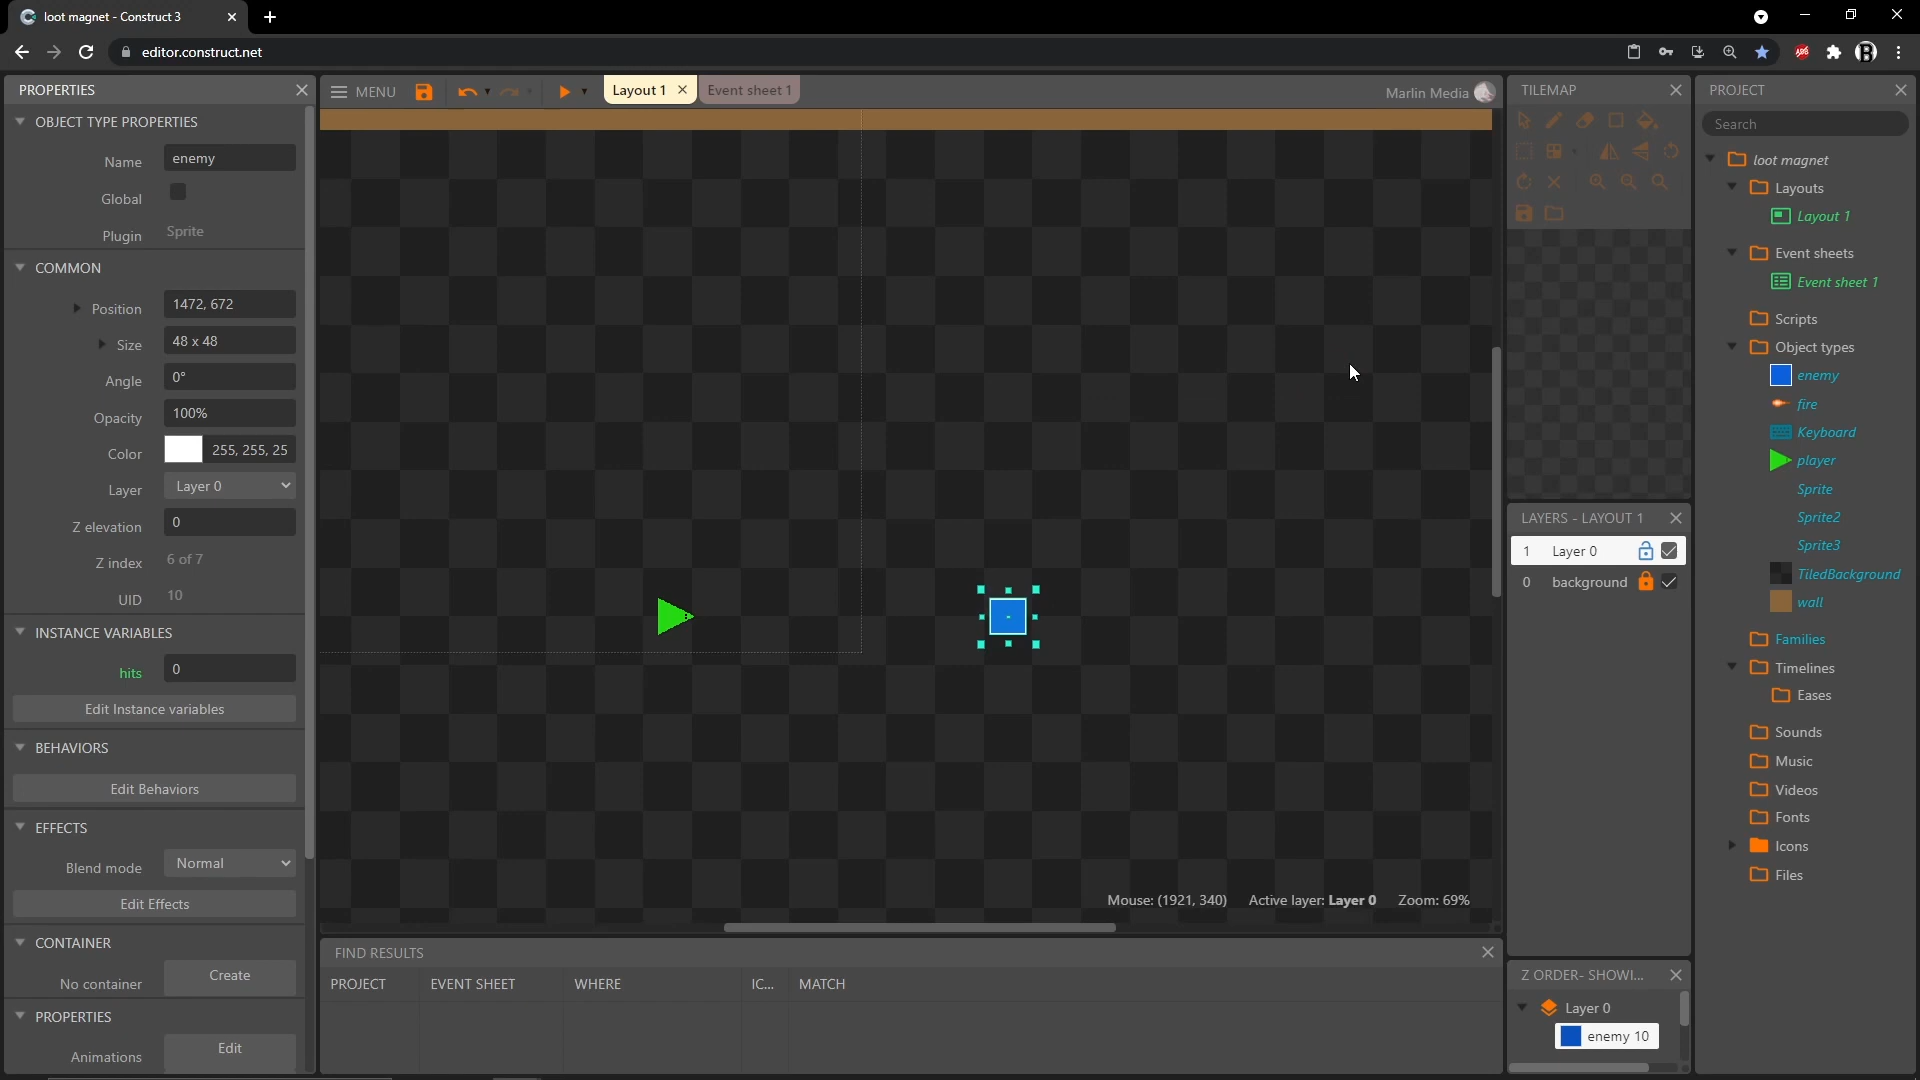 loot magnet - Construct 3
editor.construct.net
ABP
B
PROPERTIES
OBJECT TYPE PROPERTIES
Name enemy
Global
Plugin Sprite
COMMON
Position 1472, 672
Size 48 x 48
Angle 0°
Opacity 100%
Color 255, 255, 25
Layer Layer 0
Z elevation 0
Z index 6 of 7
UID 10
INSTANCE VARIABLES
hits 0
Edit Instance variables
BEHAVIORS
Edit Behaviors
EFFECTS
Blend mode Normal
Edit Effects
CONTAINER
No container Create
PROPERTIES
Animations Edit
MENU
Layout 1
Event sheet 1
Marlin Media
Mouse: (1921, 340) Active layer: Layer 0 Zoom: 69%
FIND RESULTS
PROJECT EVENT SHEET WHERE IC... MATCH
TILEMAP
LAYERS - LAYOUT 1
1 Layer 0
0 background
Z ORDER- SHOWI...
Layer 0
enemy 10
PROJECT
Search
loot magnet
Layouts
Layout 1
Event sheets
Event sheet 1
Scripts
Object types
enemy
fire
Keyboard
player
Sprite
Sprite2
Sprite3
TiledBackground
wall
Families
Timelines
Eases
Sounds
Music
Videos
Fonts
Icons
Files